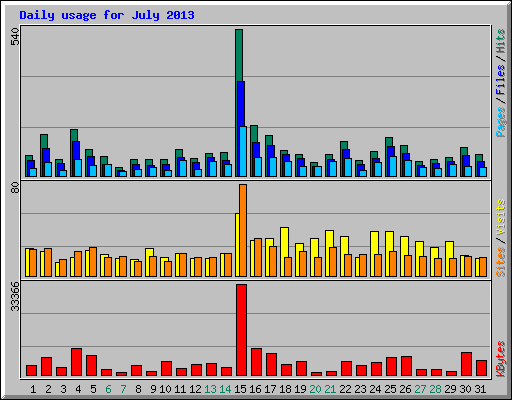 Daily usage for July 2013
540
Pages / Files / Hits
80
Sites / Visits
33366
KBytes
1 2 3 4 5 6 7 8 9 10 11 12 13 14 15 16 17 18 19 20 21 22 23 24 25 26 27 28 29 30 31